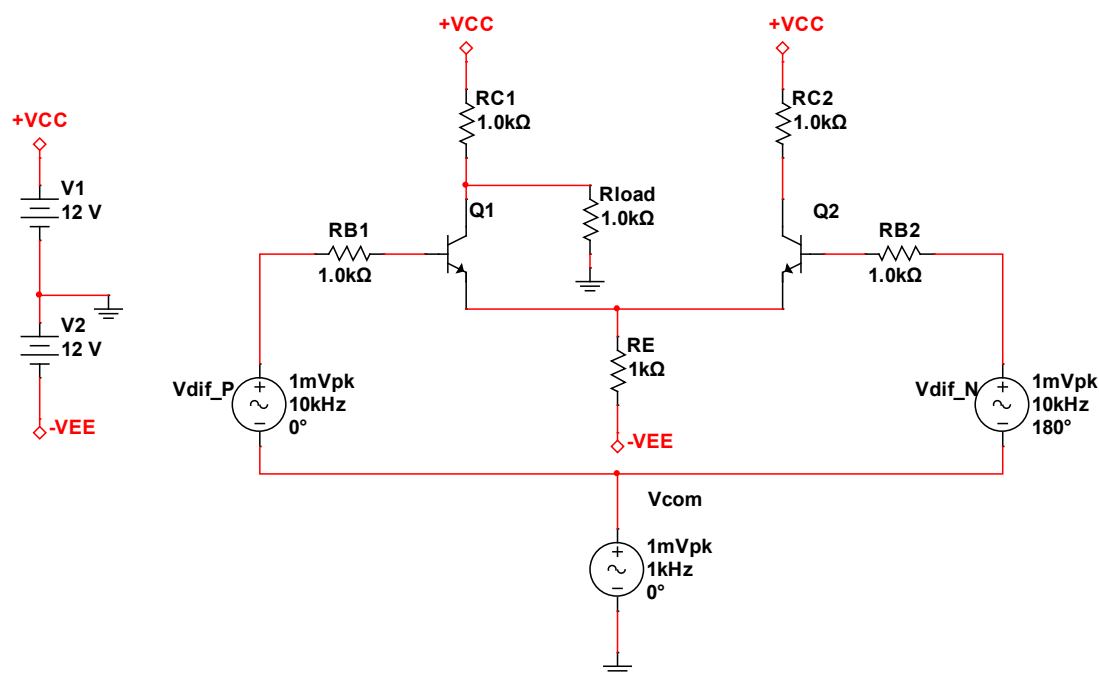 +VCC
V1
12 V
V2
12 V
-VEE
+VCC
RC1
1.0kΩ
+VCC
RC2
1.0kΩ
Rload
1.0kΩ
Q1
Q2
RB1
1.0kΩ
RB2
1.0kΩ
RE
1kΩ
-VEE
Vdif_P
1mVpk
10kHz
0°
Vdif_N
1mVpk
10kHz
180°
Vcom
1mVpk
1kHz
0°